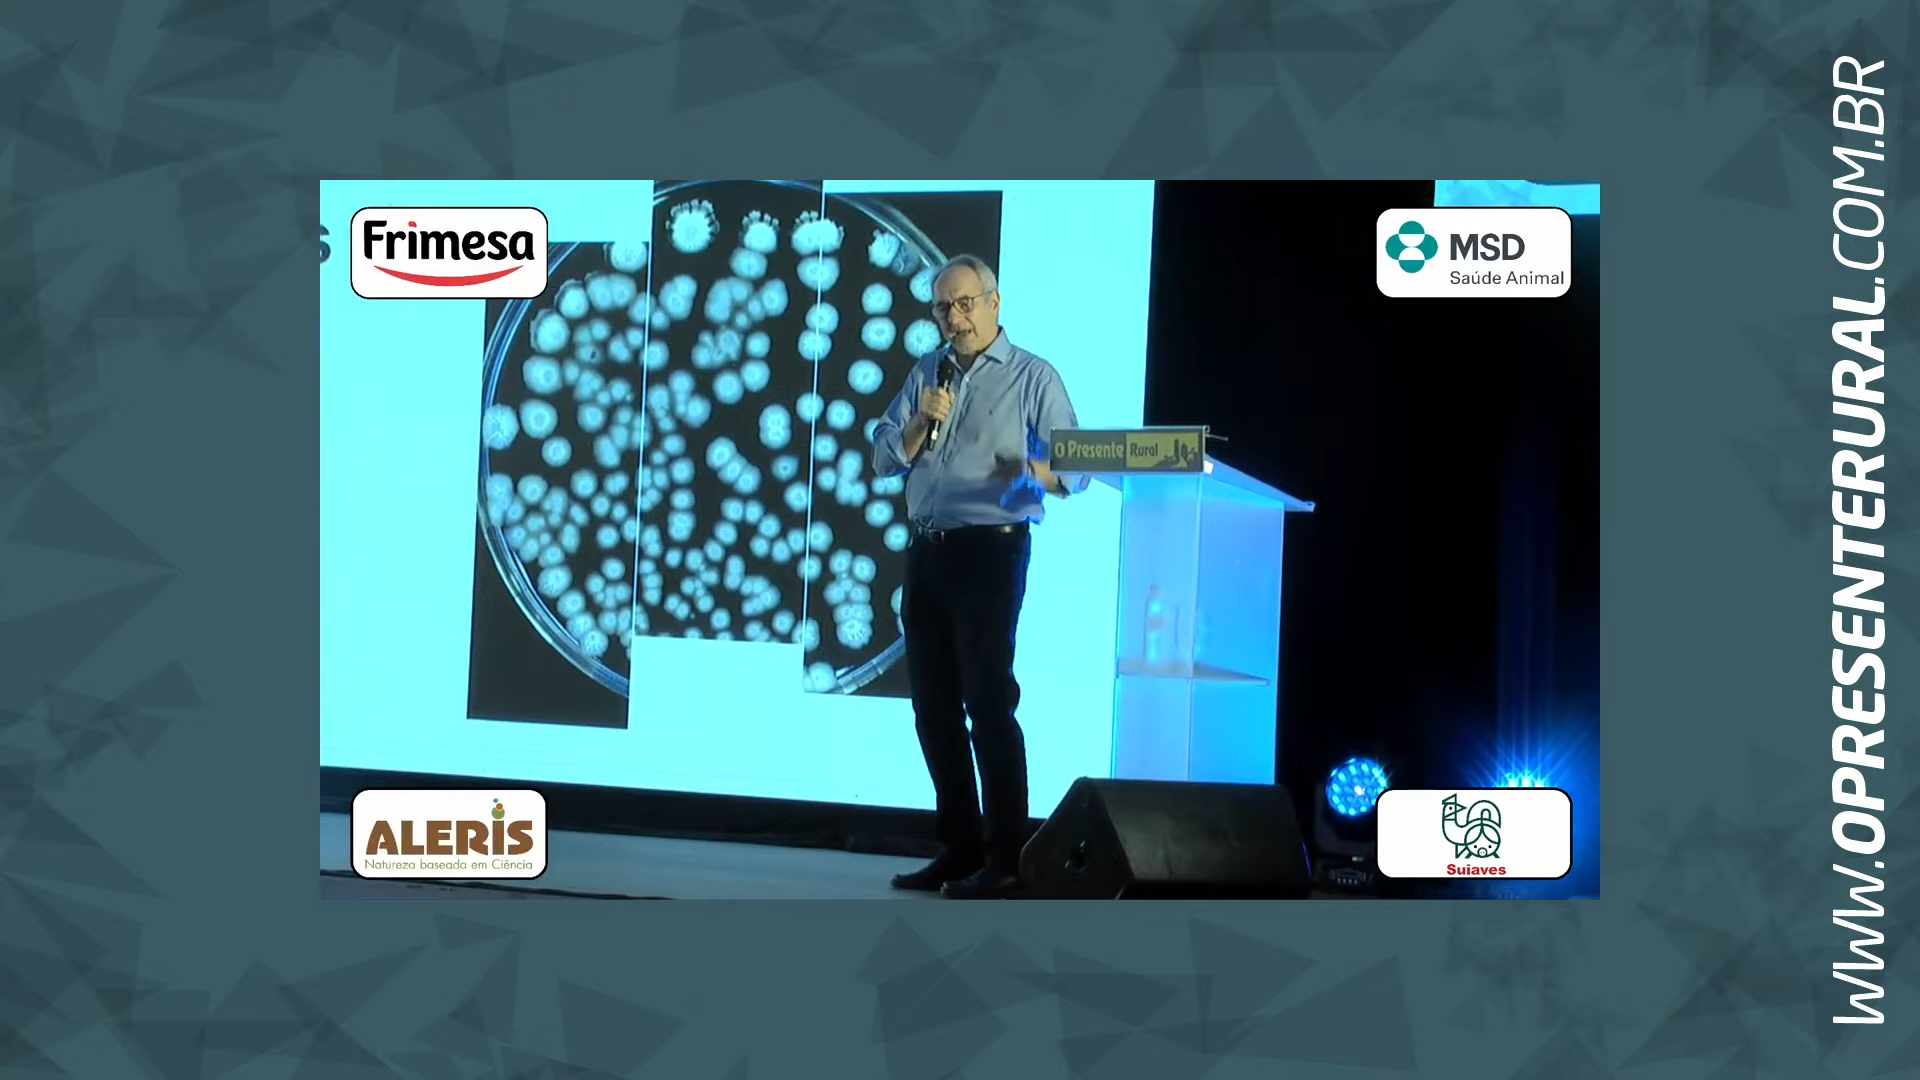 Frimesa
MSD
Saúde Animal
O Presente Rural
ALERIS
Natureza baseada em Ciência
Suiaves
WWW.OPRESENTERURAL.COM.BR